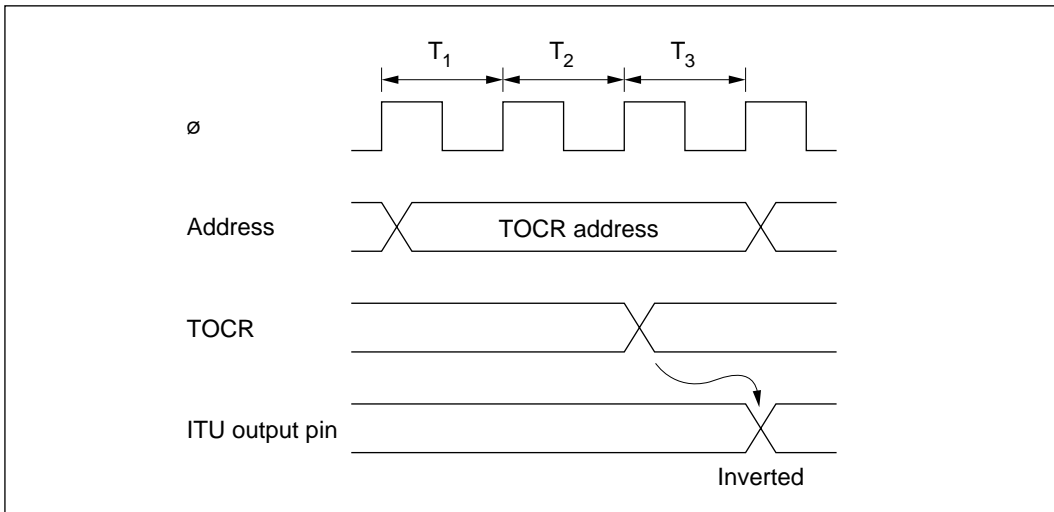 T1 T2 T3
ø
Address
TOCR address
TOCR
ITU output pin
Inverted